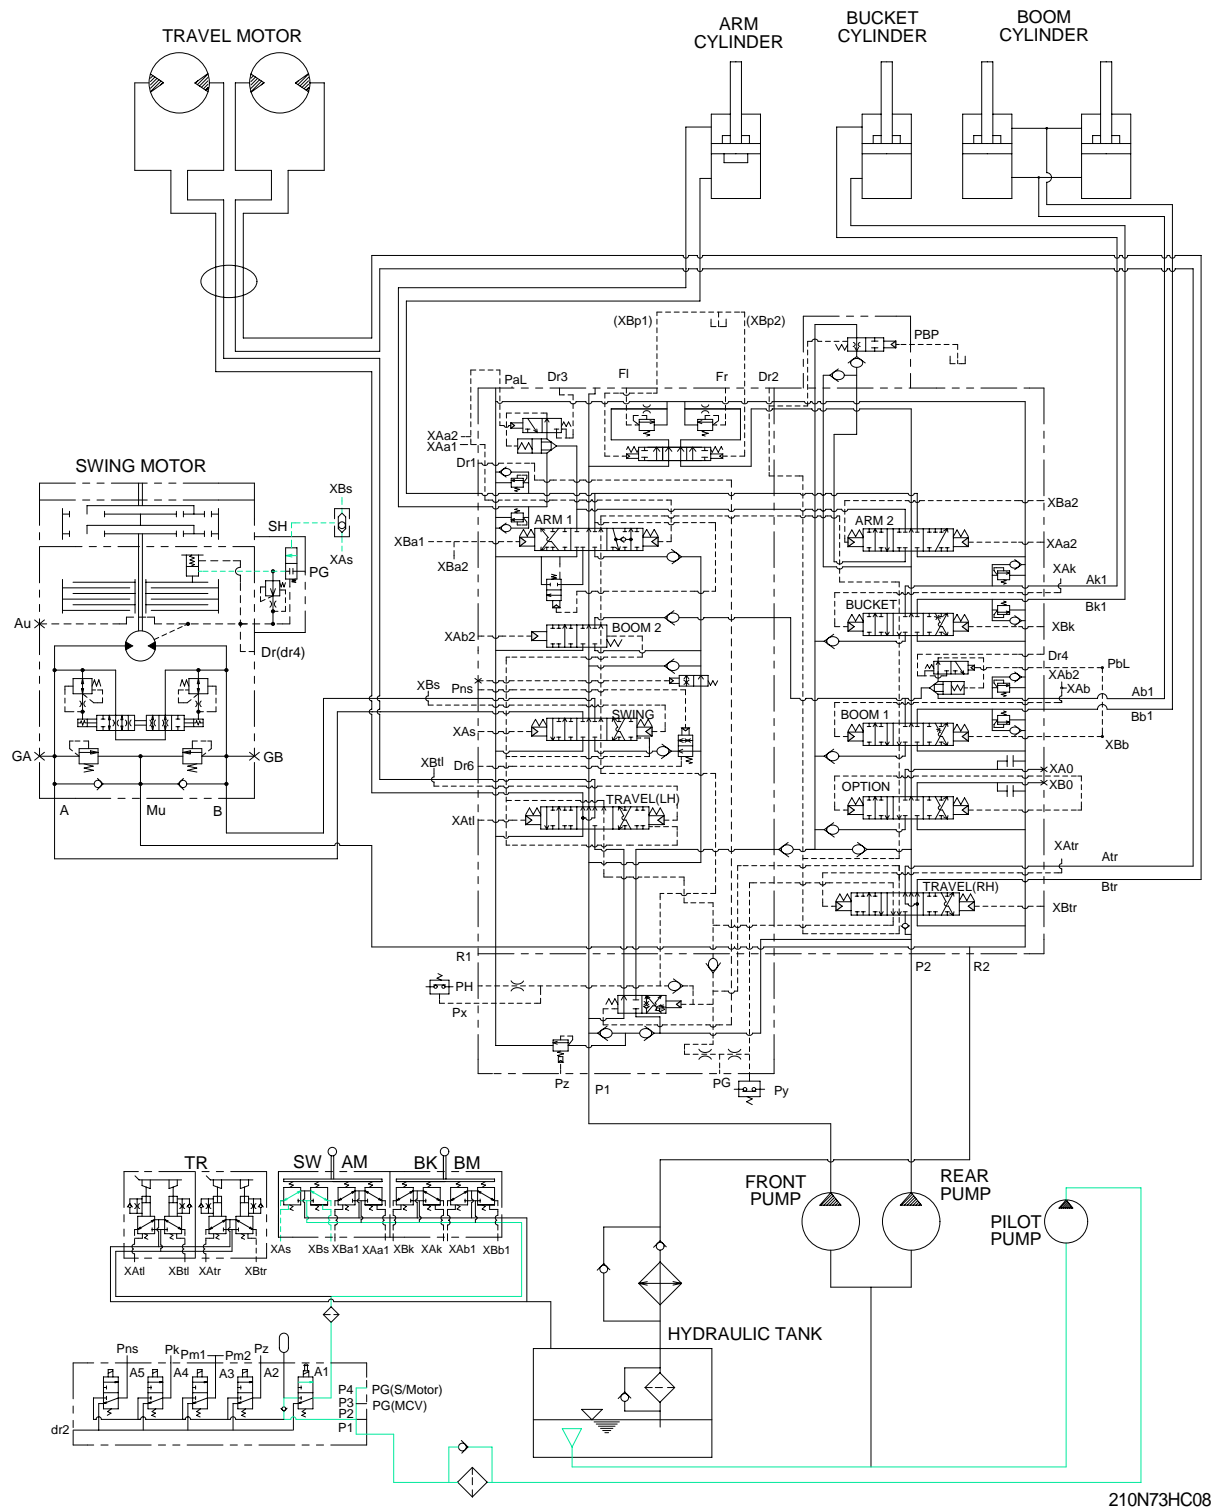 TRAVEL MOTOR
ARM
CYLINDER
BUCKET
CYLINDER
BOOM
CYLINDER
(XBp1)
(XBp2)
PBP
PaL
Dr3
Fl
Fr
Dr2
XAa2
XAa1
Dr1
SWING MOTOR
XBs
SH
XAs
PG
Au
Dr(dr4)
GA
GB
A
Mu
B
ARM 1
XBa1
XBa2
BOOM 2
XAb2
XBs
Pns
SWING
XAs
XBtl
Dr6
TRAVEL(LH)
XAtl
ARM 2
XBa2
XAa2
XAk
Ak1
Bk1
BUCKET
XBk
Dr4
PbL
XAb2
XAb
Ab1
Bb1
BOOM 1
XBb
XA0
XB0
OPTION
XAtr
Atr
TRAVEL(RH)
Btr
XBtr
R1
P2
R2
PH
Px
Pz
P1
PG
Py
TR
SW
AM
BK
BM
XAtl
XBtl
XAtr
XBtr
XAs
XBs
XBa1
XAa1
XBk
XAk
XAb1
XBb1
FRONT
PUMP
REAR
PUMP
PILOT
PUMP
HYDRAULIC TANK
Pns
Pk
Pm1
Pm2
Pz
A5
A4
A3
A2
A1
P4
PG(S/Motor)
P3
PG(MCV)
P2
P1
dr2
210N73HC08